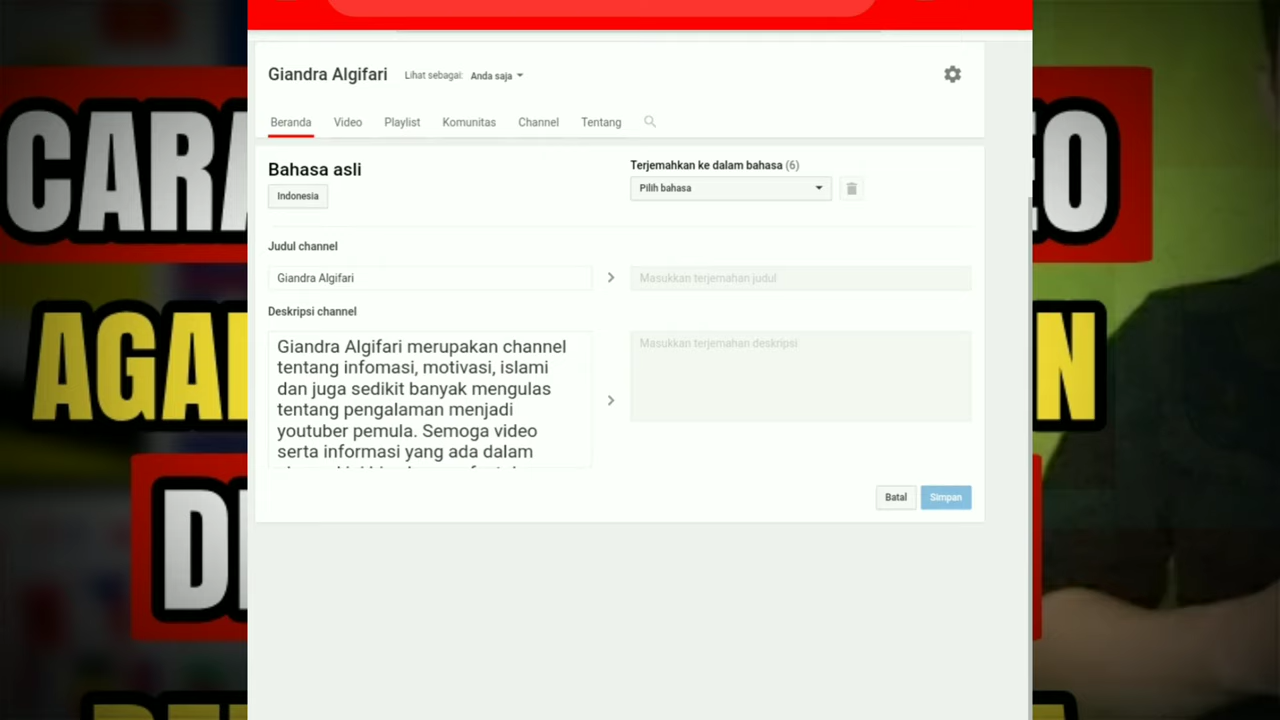 Giandra Algifari Lihat sebagai: Anda saja
Beranda Video Playlist Komunitas Channel Tentang
Bahasa asli
Indonesia
Terjemahkan ke dalam bahasa (6)
Pilih bahasa
Judul channel
Giandra Algifari
Masukkan terjemahan judul
Deskripsi channel
Giandra Algifari merupakan channel
tentang infomasi, motivasi, islami
dan juga sedikit banyak mengulas
tentang pengalaman menjadi
youtuber pemula. Semoga video
serta informasi yang ada dalam
Masukkan terjemahan deskripsi
Batal Simpan
CARA